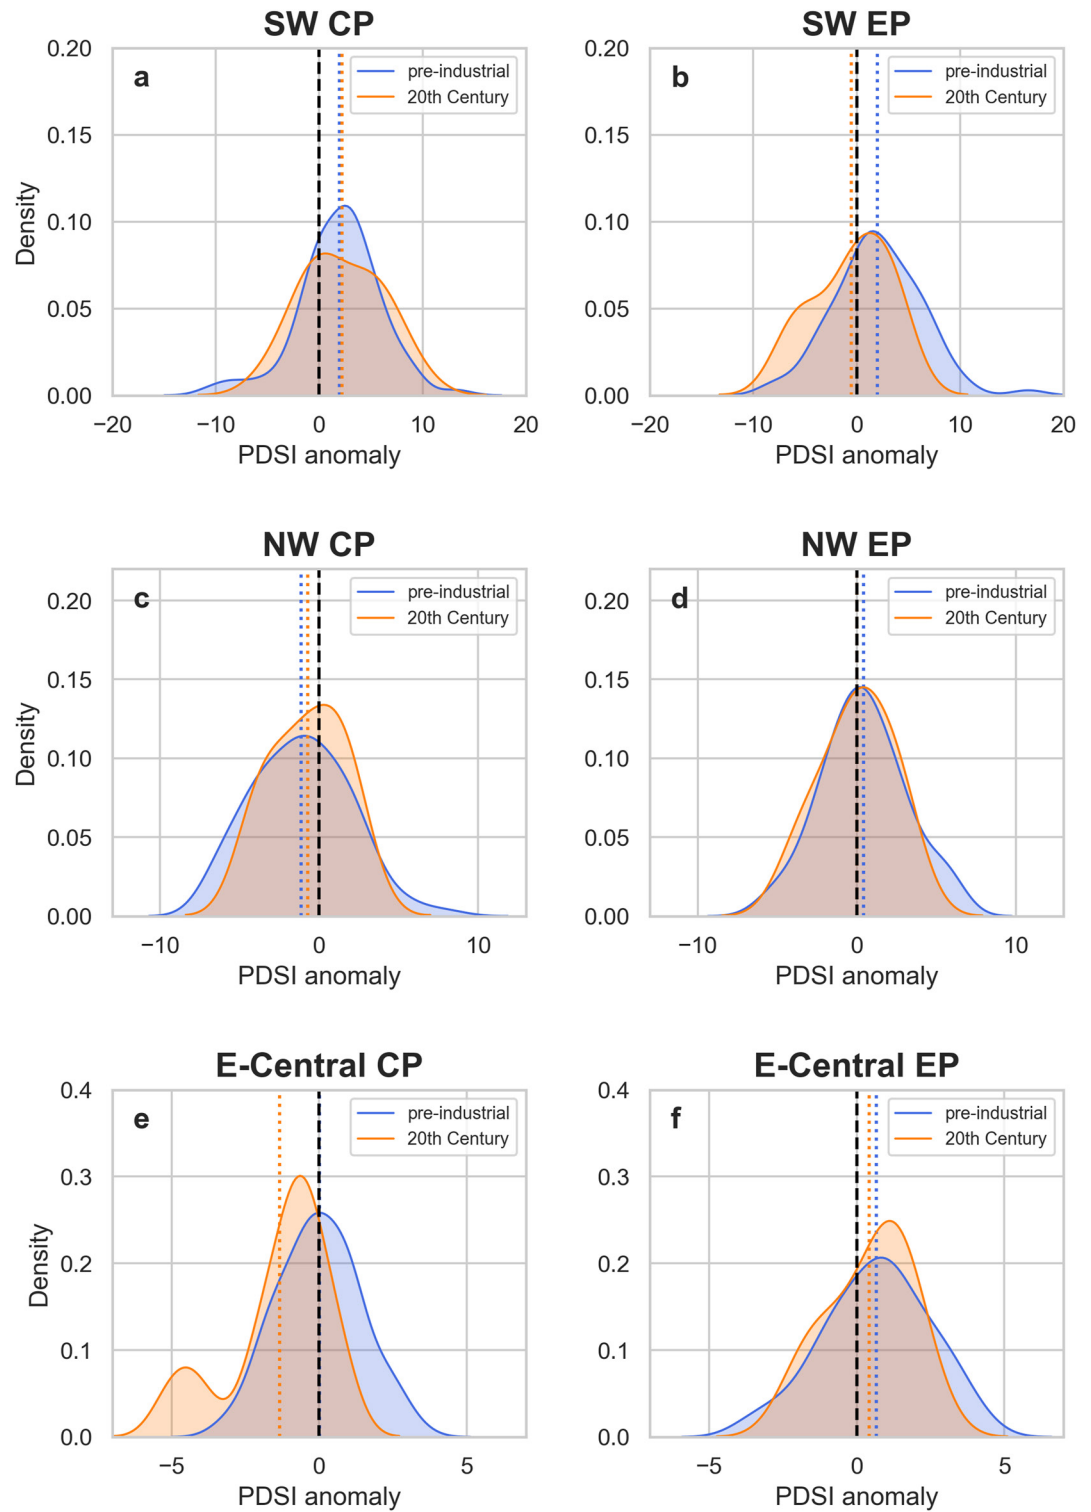 SW CP
a
pre-industrial
20th Century
Density
0.20
0.15
0.10
0.05
0.00
−20 −10 0 10 20
PDSI anomaly
SW EP
b
pre-industrial
20th Century
0.20
0.15
0.10
0.05
0.00
−20 −10 0 10 20
PDSI anomaly
NW CP
c
pre-industrial
20th Century
Density
0.20
0.15
0.10
0.05
0.00
−10 0 10
PDSI anomaly
NW EP
d
pre-industrial
20th Century
0.20
0.15
0.10
0.05
0.00
−10 0 10
PDSI anomaly
E-Central CP
e
pre-industrial
20th Century
Density
0.4
0.3
0.2
0.1
0.0
−5 0 5
PDSI anomaly
E-Central EP
f
pre-industrial
20th Century
0.4
0.3
0.2
0.1
0.0
−5 0 5
PDSI anomaly